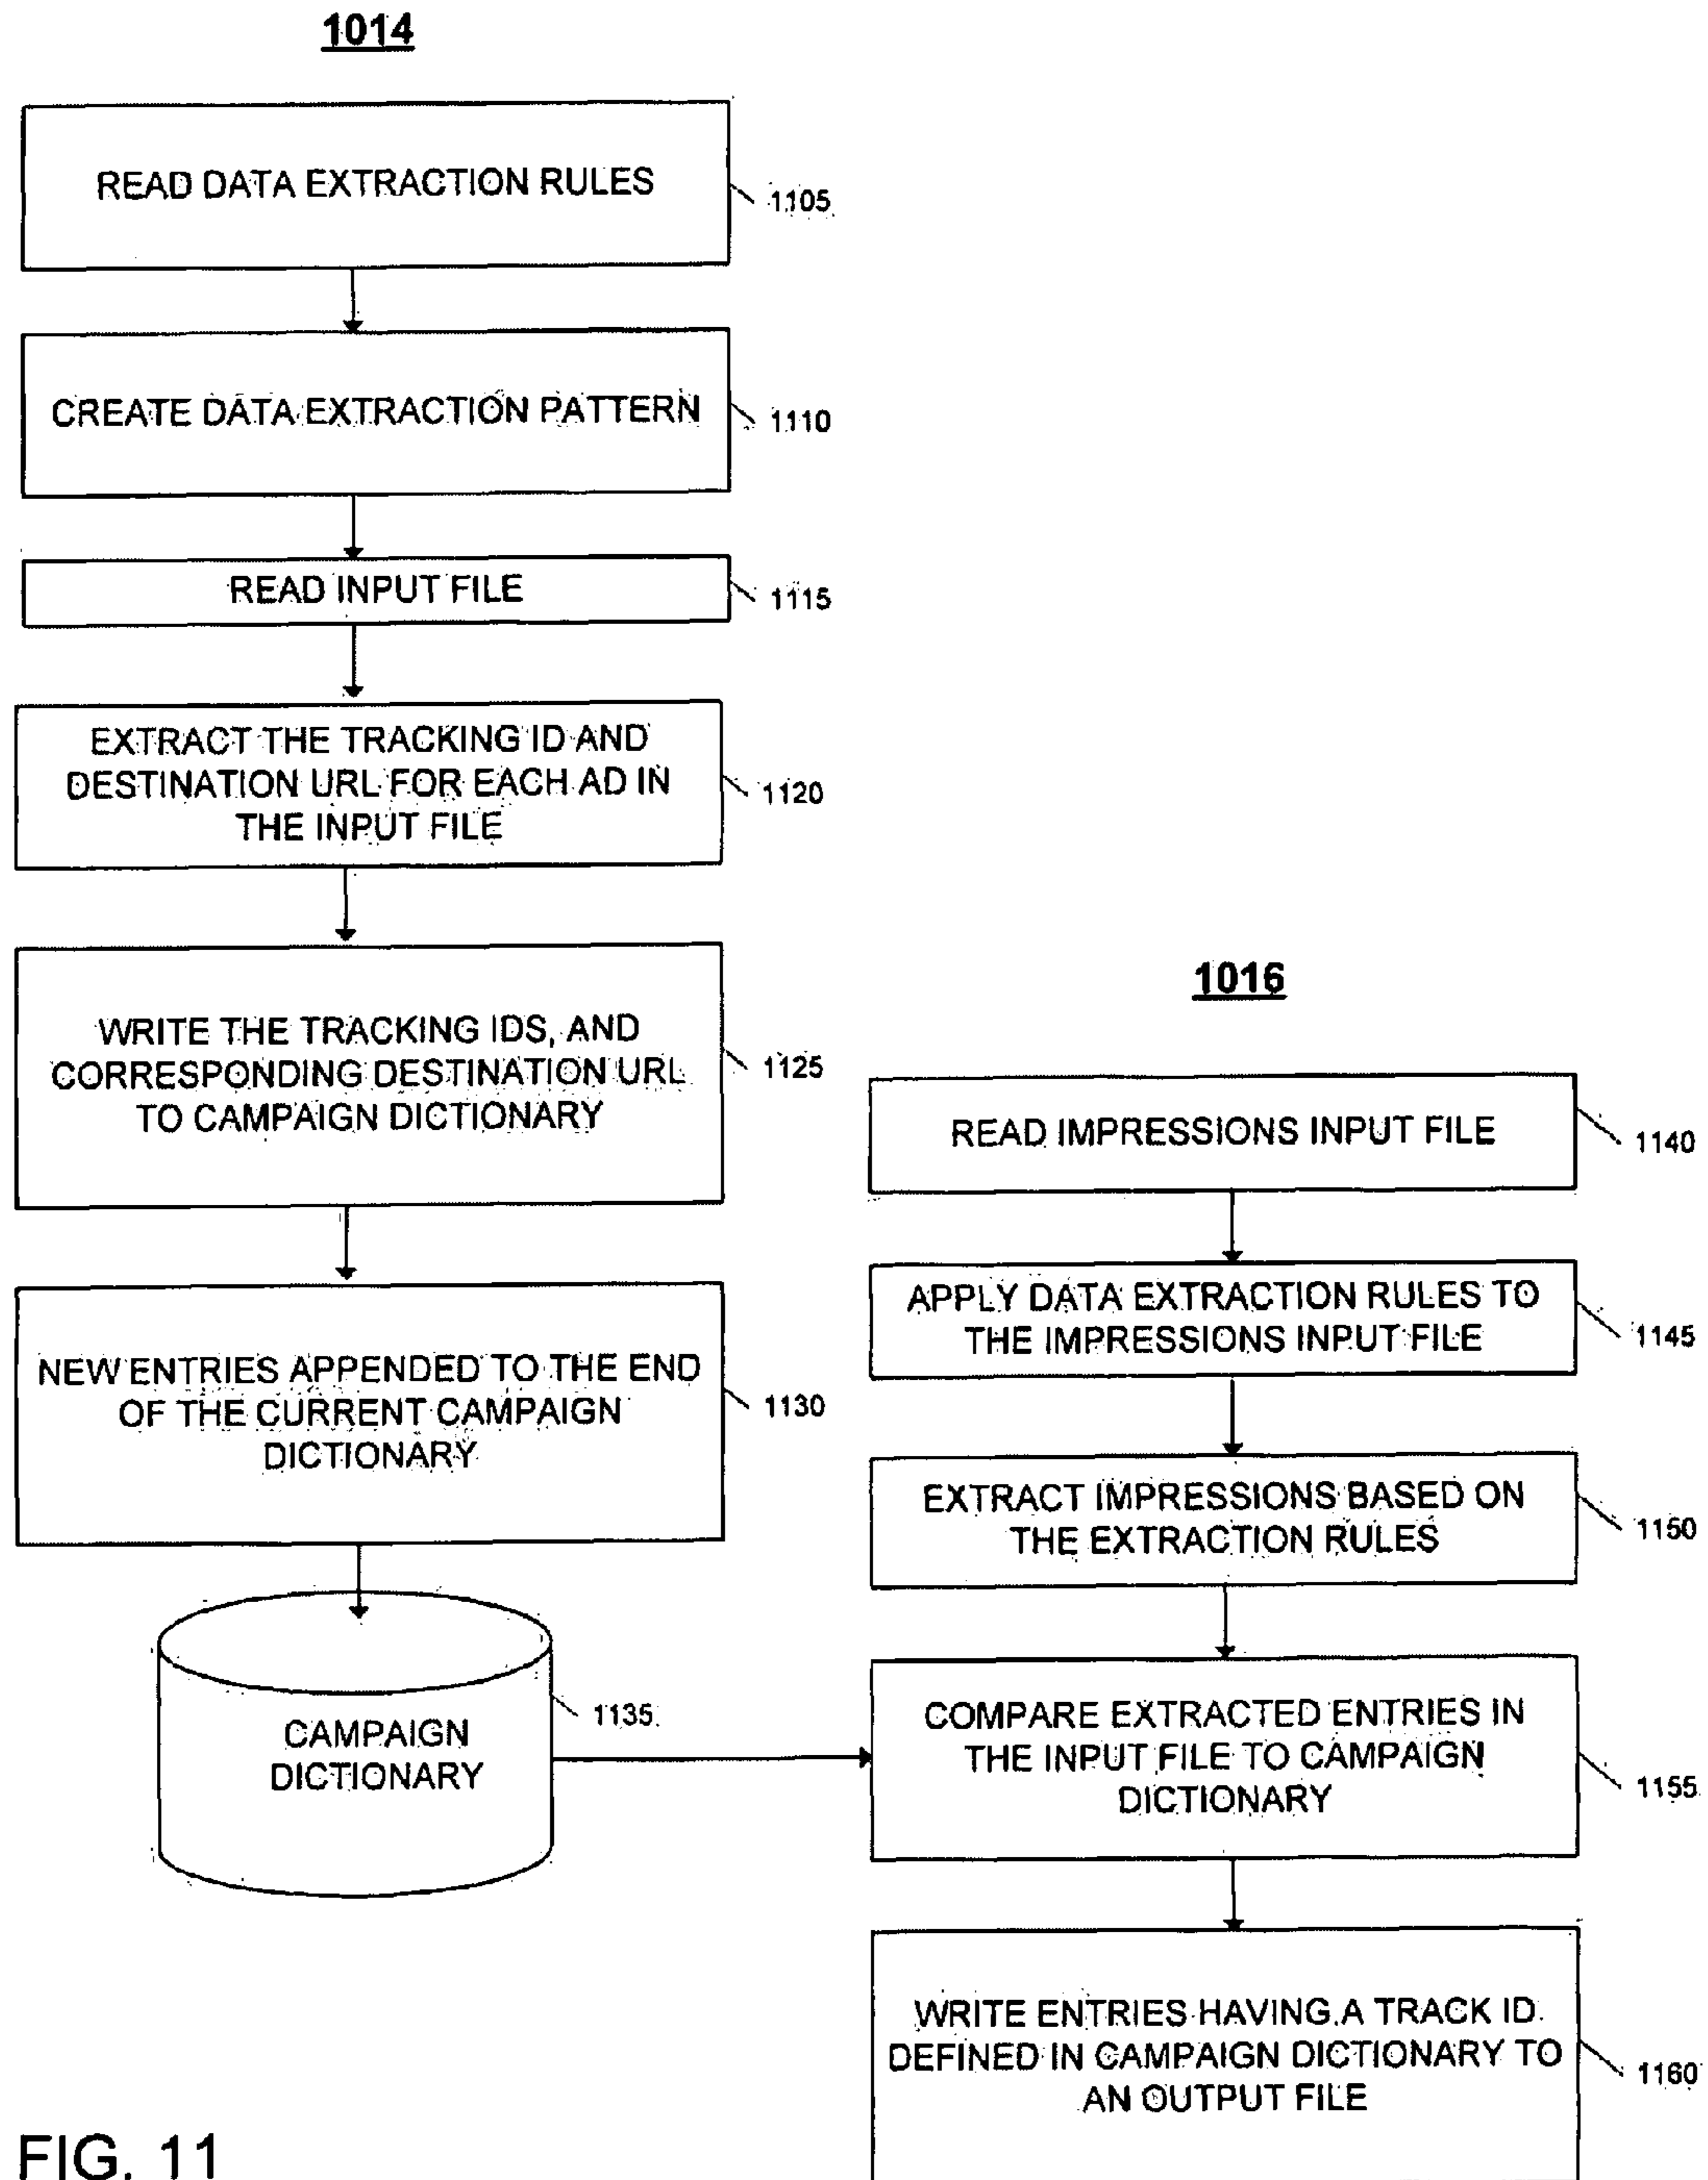 1014
READ DATA EXTRACTION RULES
1105
CREATE DATA EXTRACTION PATTERN
1110
READ INPUT FILE
1115
EXTRACT THE TRACKING ID AND
DESTINATION URL FOR EACH AD IN
THE INPUT FILE
1120
WRITE THE TRACKING IDS, AND
CORRESPONDING DESTINATION URL
TO CAMPAIGN DICTIONARY
1125
NEW ENTRIES APPENDED TO THE END
OF THE CURRENT CAMPAIGN
DICTIONARY
1130
CAMPAIGN
DICTIONARY
1135
1016
READ IMPRESSIONS INPUT FILE
1140
APPLY DATA EXTRACTION RULES TO
THE IMPRESSIONS INPUT FILE
1145
EXTRACT IMPRESSIONS BASED ON
THE EXTRACTION RULES
1150
COMPARE EXTRACTED ENTRIES IN
THE INPUT FILE TO CAMPAIGN
DICTIONARY
1155
WRITE ENTRIES HAVING A TRACK ID
DEFINED IN CAMPAIGN DICTIONARY TO
AN OUTPUT FILE
1160
FIG. 11